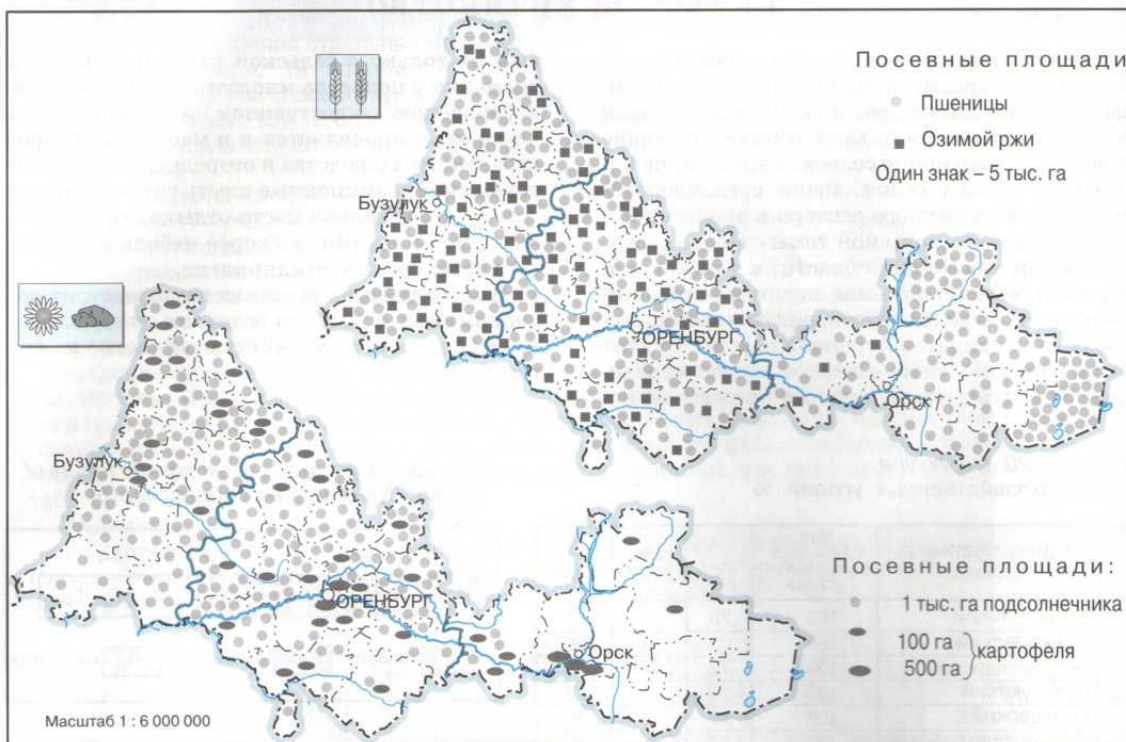 Посевные площади
Пшеницы
Озимой ржи
Один знак – 5 тыс. га
Бузулук
ОРЕНБУРГ
Орск
Бузулук
ОРЕНБУРГ
Орск
Посевные площади:
1 тыс. га подсолнечника
100 га
500 га
картофеля
Масштаб 1 : 6 000 000